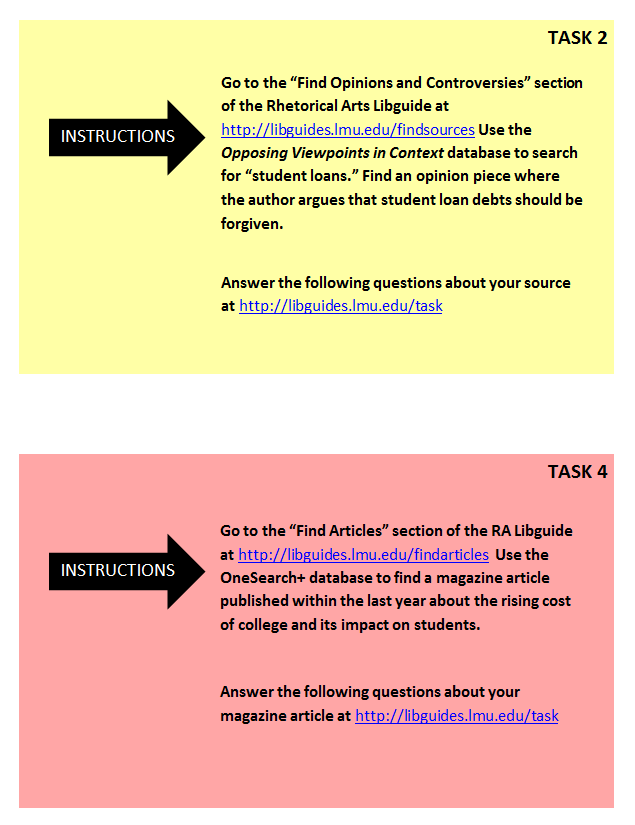 TASK 2
INSTRUCTIONS
Go to the “Find Opinions and Controversies” section
of the Rhetorical Arts Libguide at
http://libguides.lmu.edu/findsources Use the
Opposing Viewpoints in Context database to search
for “student loans.” Find an opinion piece where
the author argues that student loan debts should be
forgiven.
Answer the following questions about your source
at http://libguides.lmu.edu/task
TASK 4
INSTRUCTIONS
Go to the “Find Articles” section of the RA Libguide
at http://libguides.lmu.edu/findarticles Use the
OneSearch+ database to find a magazine article
published within the last year about the rising cost
of college and its impact on students.
Answer the following questions about your
magazine article at http://libguides.lmu.edu/task